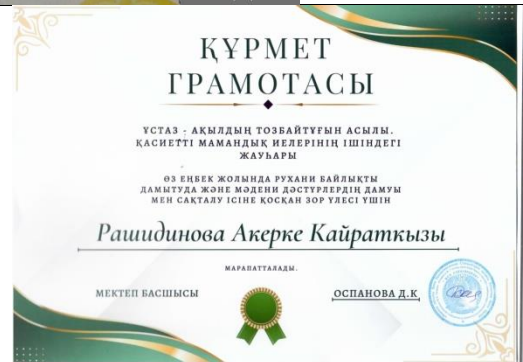 ҚҰРМЕТ
ГРАМОТАСЫ
ҰСТАЗ - АҚЫЛДЫҢ ТОЗБАЙТҰҒЫН АСЫЛЫ.
ҚАСИЕТТІ МАМАНДЫҚ ИЕЛЕРІНІҢ ІШІНДЕГІ
ЖАУҺАРЫ
ӨЗ ЕҢБЕК ЖОЛЫНДА РУХАНИ БАЙЛЫҚТЫ
ДАМЫТУДА ЖӘНЕ МӘДЕНИ ДӘСТҮРЛЕРДІҢ ДАМУЫ
МЕН САҚТАЛУ ІСІНЕ ҚОСҚАН ЗОР ҮЛЕСІ ҮШІН
Рашидинова Акерке Кайраткызы
МАРАПАТТАЛАДЫ.
МЕКТЕП БАСШЫСЫ
ОСПАНОВА Д.К